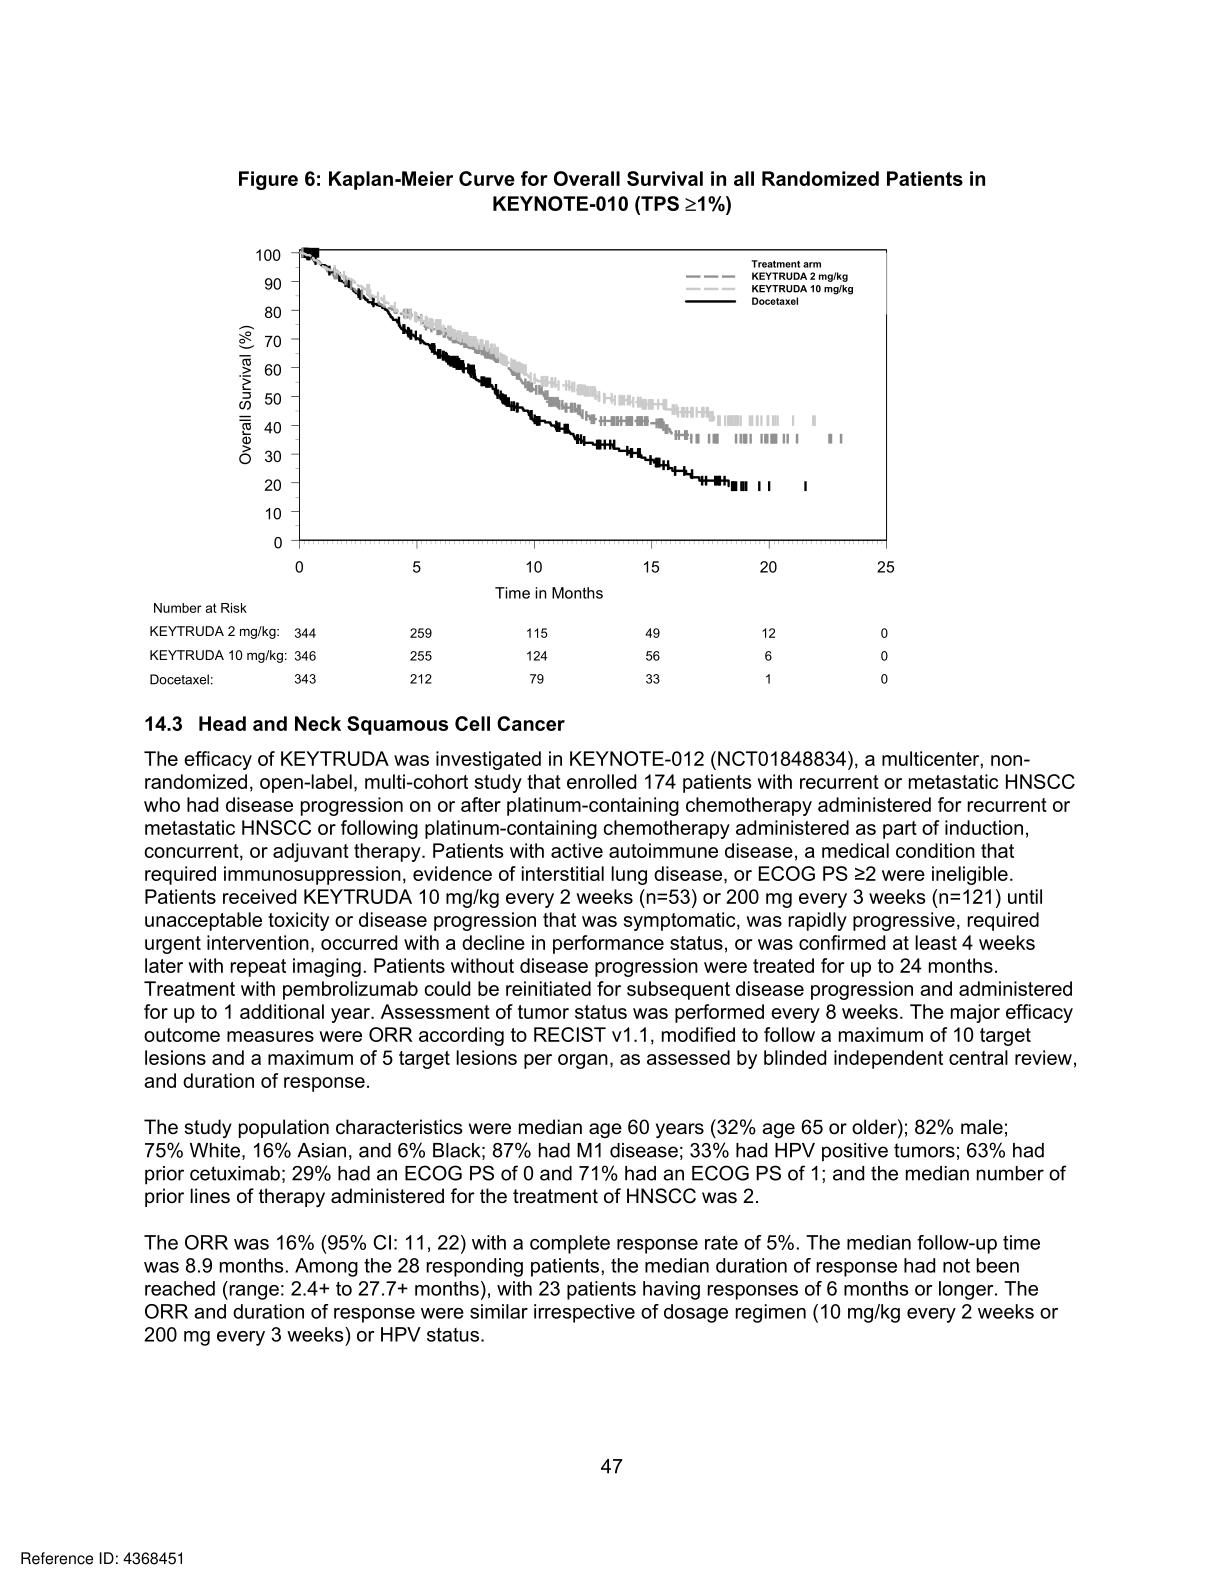 Figure 6: Kaplan-Meier Curve for Overall Survival in all Randomized Patients in
KEYNOTE-010 (TPS ≥1%)
Treatment arm
KEYTRUDA 2 mg/kg
KEYTRUDA 10 mg/kg
Docetaxel
Overall Survival (%)
100
90
80
70
60
50
40
30
20
10
0
0 5 10 15 20 25
Time in Months
Number at Risk
KEYTRUDA 2 mg/kg: 344 259 115 49 12 0
KEYTRUDA 10 mg/kg: 346 255 124 56 6 0
Docetaxel: 343 212 79 33 1 0
14.3 Head and Neck Squamous Cell Cancer
The efficacy of KEYTRUDA was investigated in KEYNOTE-012 (NCT01848834), a multicenter, non-
randomized, open-label, multi-cohort study that enrolled 174 patients with recurrent or metastatic HNSCC
who had disease progression on or after platinum-containing chemotherapy administered for recurrent or
metastatic HNSCC or following platinum-containing chemotherapy administered as part of induction,
concurrent, or adjuvant therapy. Patients with active autoimmune disease, a medical condition that
required immunosuppression, evidence of interstitial lung disease, or ECOG PS ≥2 were ineligible.
Patients received KEYTRUDA 10 mg/kg every 2 weeks (n=53) or 200 mg every 3 weeks (n=121) until
unacceptable toxicity or disease progression that was symptomatic, was rapidly progressive, required
urgent intervention, occurred with a decline in performance status, or was confirmed at least 4 weeks
later with repeat imaging. Patients without disease progression were treated for up to 24 months.
Treatment with pembrolizumab could be reinitiated for subsequent disease progression and administered
for up to 1 additional year. Assessment of tumor status was performed every 8 weeks. The major efficacy
outcome measures were ORR according to RECIST v1.1, modified to follow a maximum of 10 target
lesions and a maximum of 5 target lesions per organ, as assessed by blinded independent central review,
and duration of response.
The study population characteristics were median age 60 years (32% age 65 or older); 82% male;
75% White, 16% Asian, and 6% Black; 87% had M1 disease; 33% had HPV positive tumors; 63% had
prior cetuximab; 29% had an ECOG PS of 0 and 71% had an ECOG PS of 1; and the median number of
prior lines of therapy administered for the treatment of HNSCC was 2.
The ORR was 16% (95% CI: 11, 22) with a complete response rate of 5%. The median follow-up time
was 8.9 months. Among the 28 responding patients, the median duration of response had not been
reached (range: 2.4+ to 27.7+ months), with 23 patients having responses of 6 months or longer. The
ORR and duration of response were similar irrespective of dosage regimen (10 mg/kg every 2 weeks or
200 mg every 3 weeks) or HPV status.
47
Reference ID: 4368451